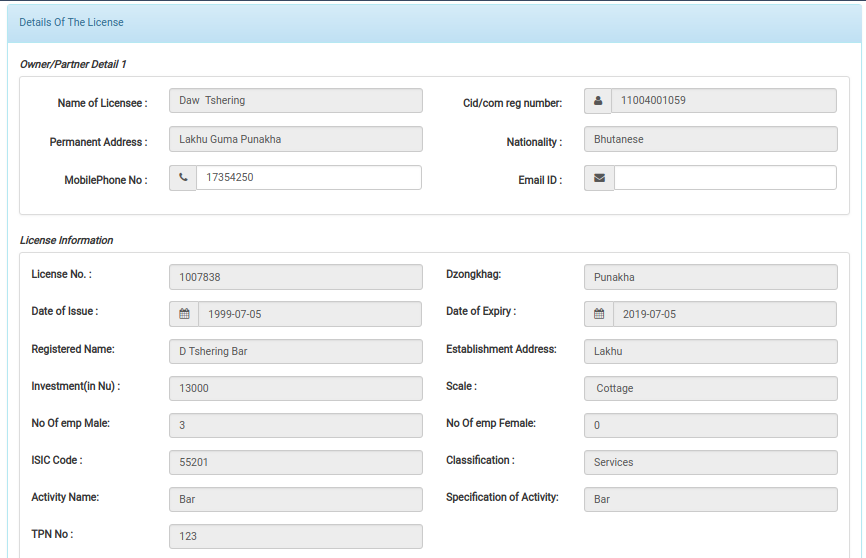 Details Of The License
Owner/Partner Detail 1
Name of Licensee : Daw Tshering Cid/com reg number: 11004001059
Permanent Address : Lakhu Guma Punakha Nationality : Bhutanese
MobilePhone No : 17354250 Email ID :
License Information
License No. : 1007838 Dzongkhag: Punakha
Date of Issue : 1999-07-05 Date of Expiry : 2019-07-05
Registered Name: D Tshering Bar Establishment Address: Lakhu
Investment(in Nu) : 13000 Scale : Cottage
No Of emp Male: 3 No Of emp Female: 0
ISIC Code : 55201 Classification : Services
Activity Name: Bar Specification of Activity: Bar
TPN No : 123